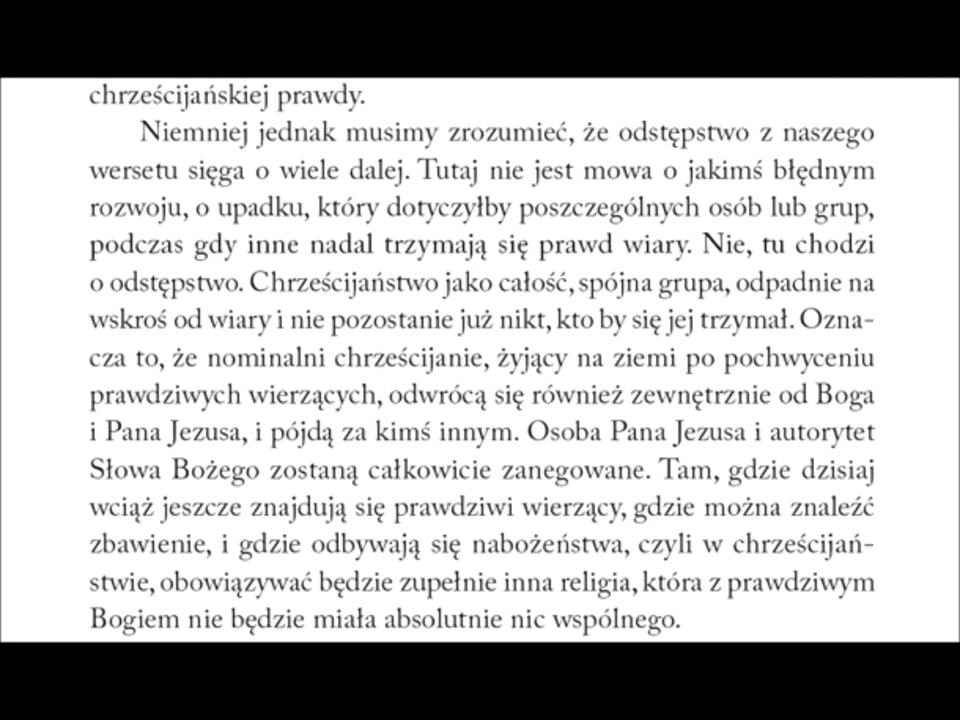 chrześcijańskiej prawdy.
Niemniej jednak musimy zrozumieć, że odstępstwo z naszego
wersetu sięga o wiele dalej. Tutaj nie jest mowa o jakimś błędnym
rozwoju, o upadku, który dotyczyłby poszczególnych osób lub grup,
podczas gdy inne nadal trzymają się prawd wiary. Nie, tu chodzi
o odstępstwo. Chrześcijaństwo jako całość, spójna grupa, odpadnie na
wskroś od wiary i nie pozostanie już nikt, kto by się jej trzymał. Ozna-
cza to, że nominalni chrześcijanie, żyjący na ziemi po pochwyceniu
prawdziwych wierzących, odwrócą się również zewnętrznie od Boga
i Pana Jezusa, i pójdą za kimś innym. Osoba Pana Jezusa i autorytet
Słowa Bożego zostaną całkowicie zanegowane. Tam, gdzie dzisiaj
wciąż jeszcze znajdują się prawdziwi wierzący, gdzie można znaleźć
zbawienie, i gdzie odbywają się nabożeństwa, czyli w chrześcijań-
stwie, obowiązywać będzie zupełnie inna religia, która z prawdziwym
Bogiem nie będzie miała absolutnie nic wspólnego.